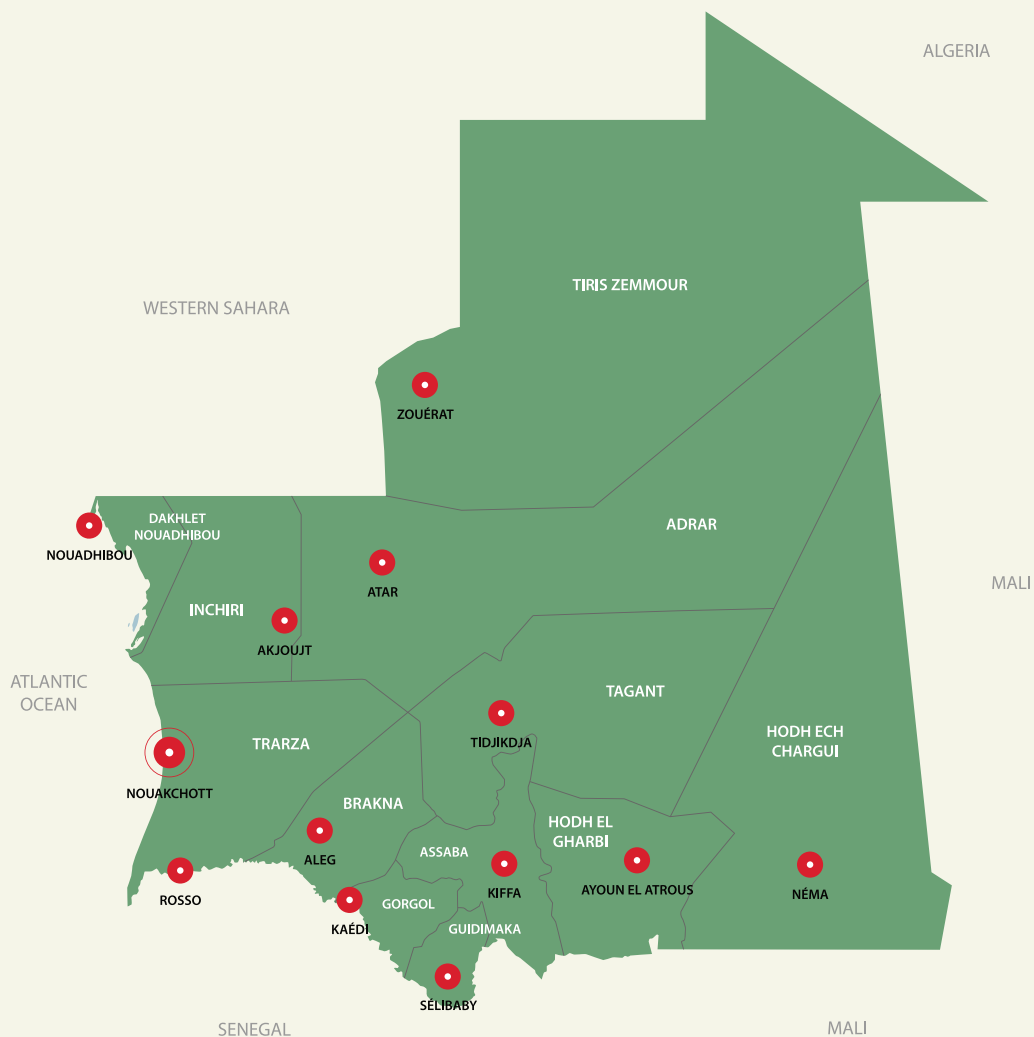 ALGERIA
TIRIS ZEMMOUR
WESTERN SAHARA
ZOUÉRAT
DAKHLET
NOUADHIBOU
ADRAR
NOUADHIBOU
ATAR
MALI
INCHIRI
AKJOUJT
ATLANTIC
OCEAN
TAGANT
TIDJIKDJA
TRARZA
HODH ECH
CHARGUI
NOUAKCHOTT
BRAKNA
HODH EL
GHARBI
ALEG
ASSABA
KIFFA
AYOUN EL ATROUS
NÉMA
ROSSO
GORGOL
KAÉDI
GUIDIMAKA
SÉLIBABY
SENEGAL
MALI